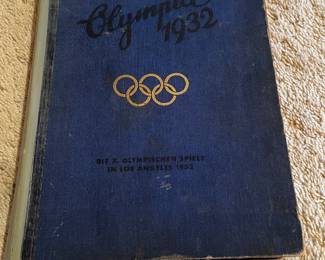 Olympia
1932
DIE X. OLYMPISCHEN SPIELE
IN LOS ANGELES 1932